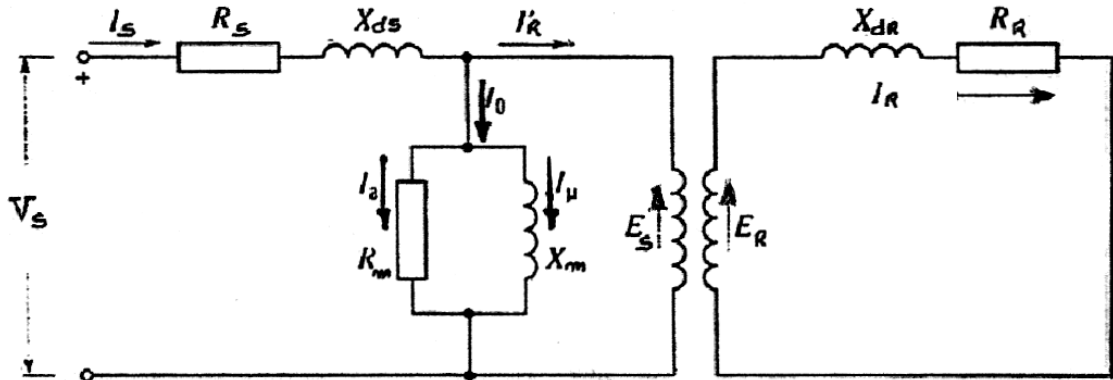 I_S R_S X_dS I'_R X_dR R_R
+
I_R
I_0
V_S I_a I_μ
E_S E_R
R_m X_m